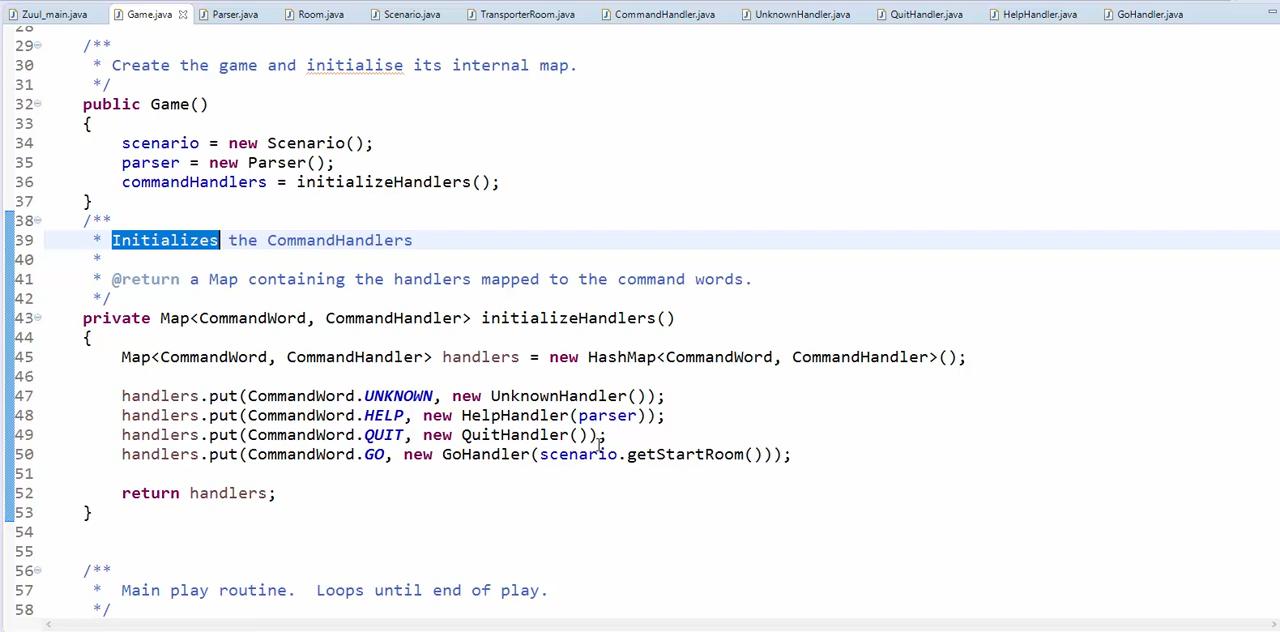 Zuul_main.java Game.java Parser.java Room.java Scenario.java TransporterRoom.java CommandHandler.java UnknownHandler.java QuitHandler.java HelpHandler.java GoHandler.java
28
29 /**
30 * Create the game and initialise its internal map.
31 */
32 public Game()
33 {
34 scenario = new Scenario();
35 parser = new Parser();
36 commandHandlers = initializeHandlers();
37 }
38 /**
39 * Initializes the CommandHandlers
40 *
41 * @return a Map containing the handlers mapped to the command words.
42 */
43 private Map<CommandWord, CommandHandler> initializeHandlers()
44 {
45 Map<CommandWord, CommandHandler> handlers = new HashMap<CommandWord, CommandHandler>();
46
47 handlers.put(CommandWord.UNKNOWN, new UnknownHandler());
48 handlers.put(CommandWord.HELP, new HelpHandler(parser));
49 handlers.put(CommandWord.QUIT, new QuitHandler());
50 handlers.put(CommandWord.GO, new GoHandler(scenario.getStartRoom()));
51
52 return handlers;
53 }
54
55
56 /**
57 * Main play routine. Loops until end of play.
58 */